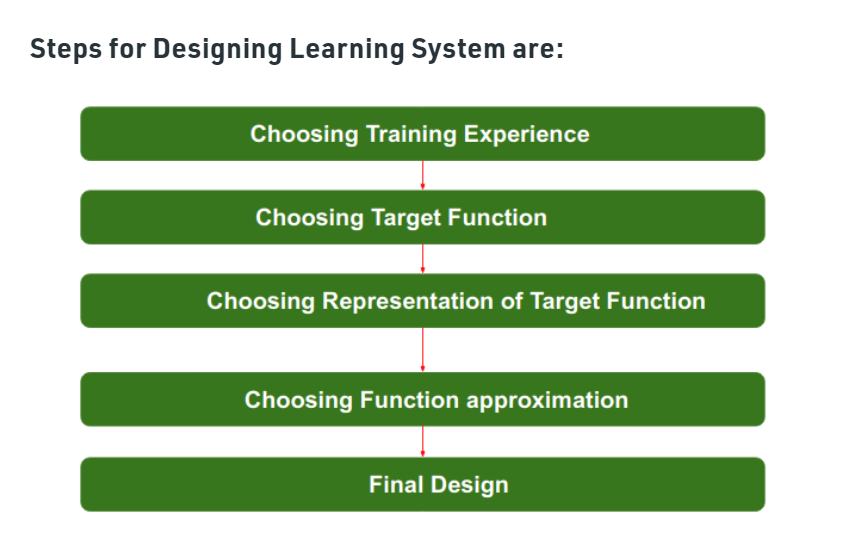 Steps for Designing Learning System are:
Choosing Training Experience
Choosing Target Function
Choosing Representation of Target Function
Choosing Function approximation
Final Design